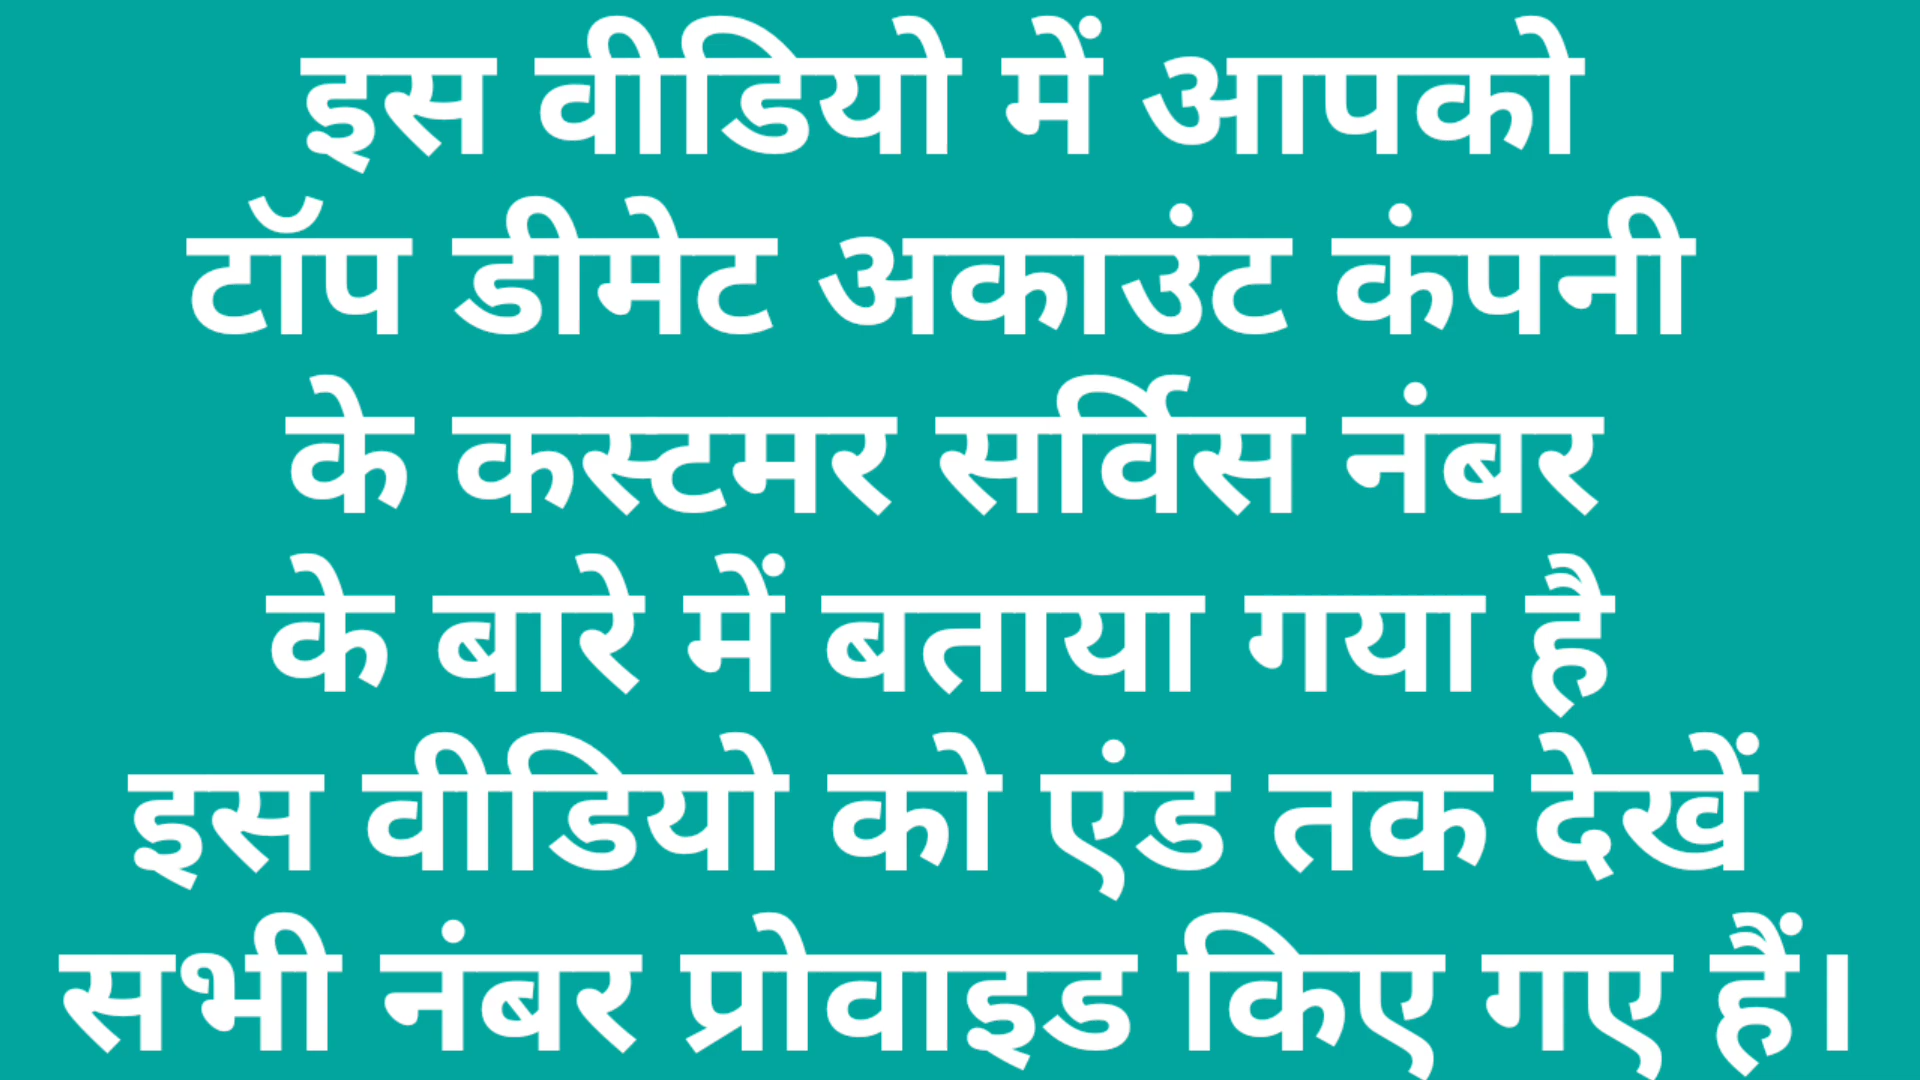 इस वीडियो में आपको
टॉप डीमेट अकाउंट कंपनी
के कस्टमर सर्विस नंबर
के बारे में बताया गया है
इस वीडियो को एंड तक देखें
सभी नंबर प्रोवाइड किए गए हैं।